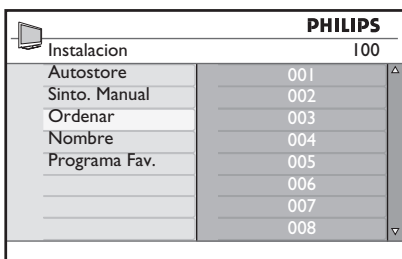 PHILIPS
Instalacion 100
Autostore 001
Sinto. Manual 002
Ordenar 003
Nombre 004
Programa Fav. 005
006
007
008